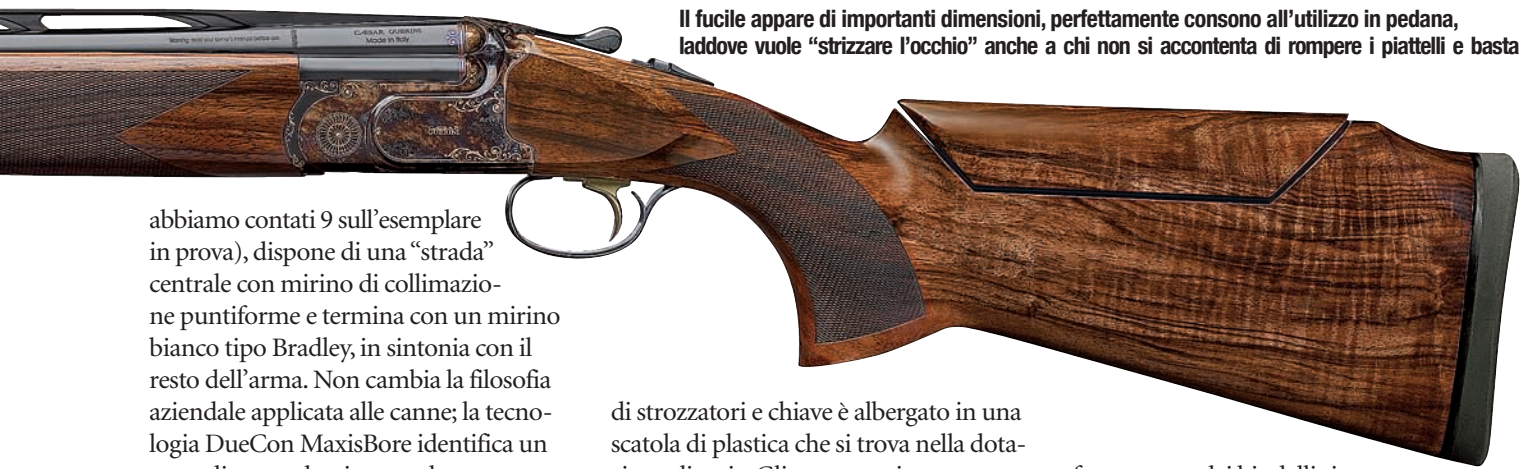 Il fucile appare di importanti dimensioni, perfettamente consono all’utilizzo in pedana,
laddove vuole “strizzare l’occhio” anche a chi non si accontenta di rompere i piattelli e basta
CAESAR GUERINI
Made in Italy
abbiamo contati 9 sull’esemplare
in prova), dispone di una “strada”
centrale con mirino di collimazio-
ne puntiforme e termina con un mirino
bianco tipo Bradley, in sintonia con il
resto dell’arma. Non cambia la filosofia
aziendale applicata alle canne; la tecno-
logia DueCon MaxisBore identifica un
di strozzatori e chiave è albergato in una
scatola di plastica che si trova nella dota-